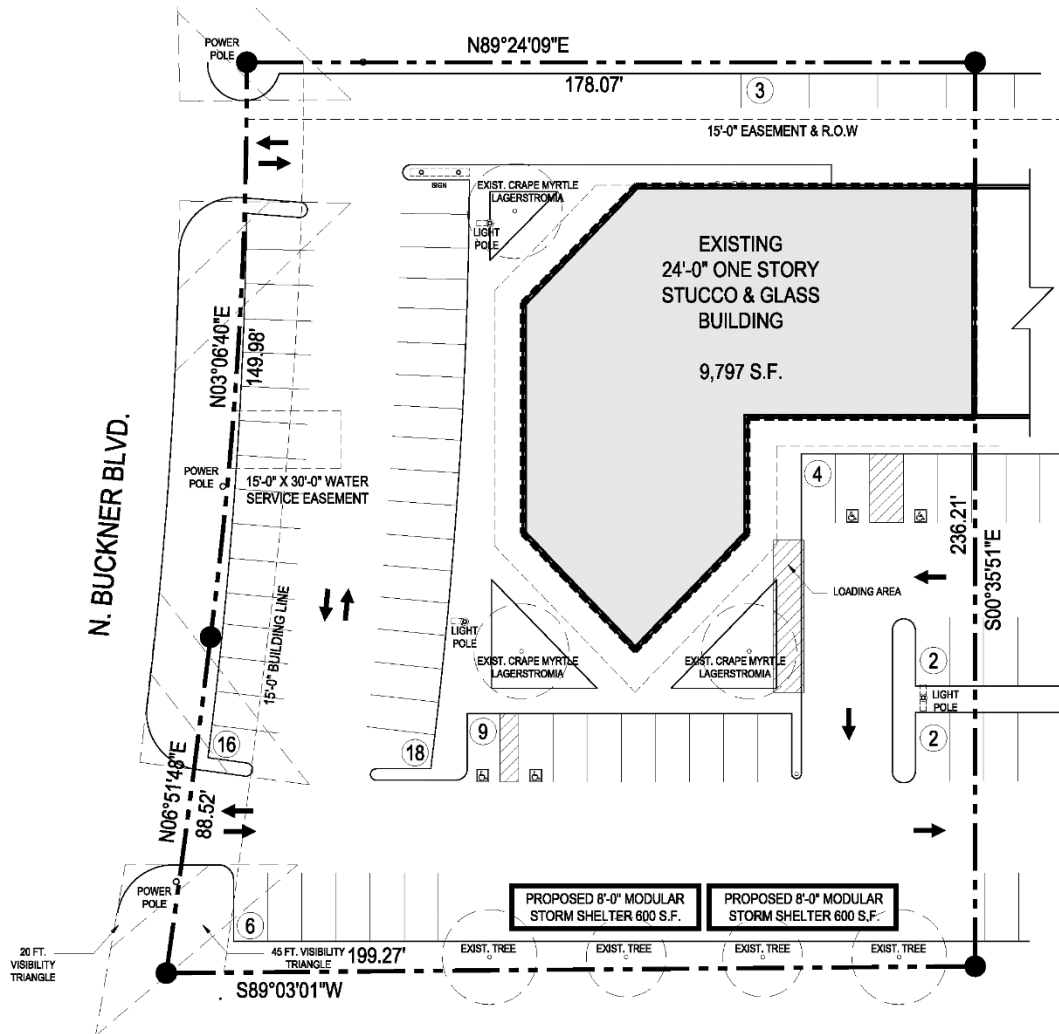 POWER
POLE
N89°24'09"E
178.07'
3
15'-0" EASEMENT & R.O.W
SIGN
EXIST. CRAPE MYRTLE
LAGERSTROMIA
LIGHT
POLE
EXISTING
24'-0" ONE STORY
STUCCO & GLASS
BUILDING
9,797 S.F.
N03°06'40"E
149.98'
N. BUCKNER BLVD.
POWER
POLE
15'-0" X 30'-0" WATER
SERVICE EASEMENT
4
236.21'
S00°35'51"E
LOADING AREA
15'-0" BUILDING LINE
LIGHT
POLE
EXIST. CRAPE MYRTLE
LAGERSTROMIA
EXIST. CRAPE MYRTLE
LAGERSTROMIA
2
LIGHT
POLE
2
16
18
9
N06°51'48"E
88.52'
POWER
POLE
6
PROPOSED 8'-0" MODULAR
STORM SHELTER 600 S.F.
PROPOSED 8'-0" MODULAR
STORM SHELTER 600 S.F.
20 FT.
VISIBILITY
TRIANGLE
45 FT. VISIBILITY
TRIANGLE
199.27'
EXIST. TREE
EXIST. TREE
EXIST. TREE
EXIST. TREE
S89°03'01"W